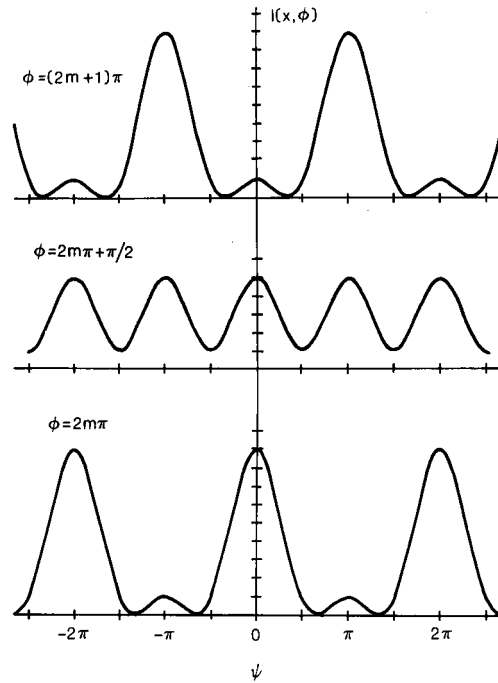 I(x,ϕ)
ϕ=(2m+1)π
ϕ=2mπ+π/2
ϕ=2mπ
-2π -π 0 π 2π
ψ